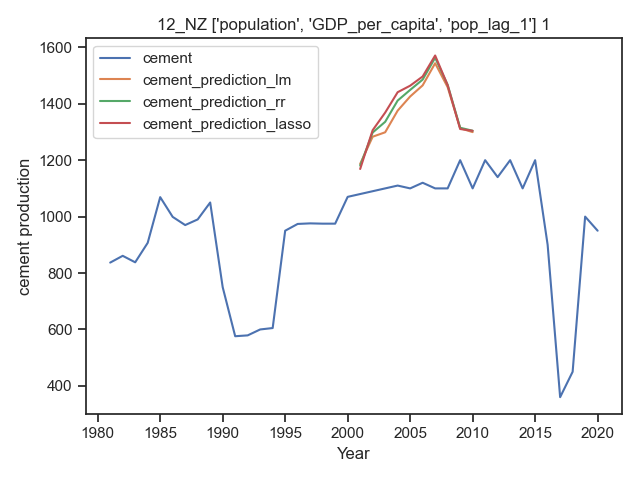 12_NZ ['population', 'GDP_per_capita', 'pop_lag_1'] 1
cement
cement_prediction_lm
cement_prediction_rr
cement_prediction_lasso
cement production
1600
1400
1200
1000
800
600
400
1980
1985
1990
1995
2000
2005
2010
2015
2020
Year